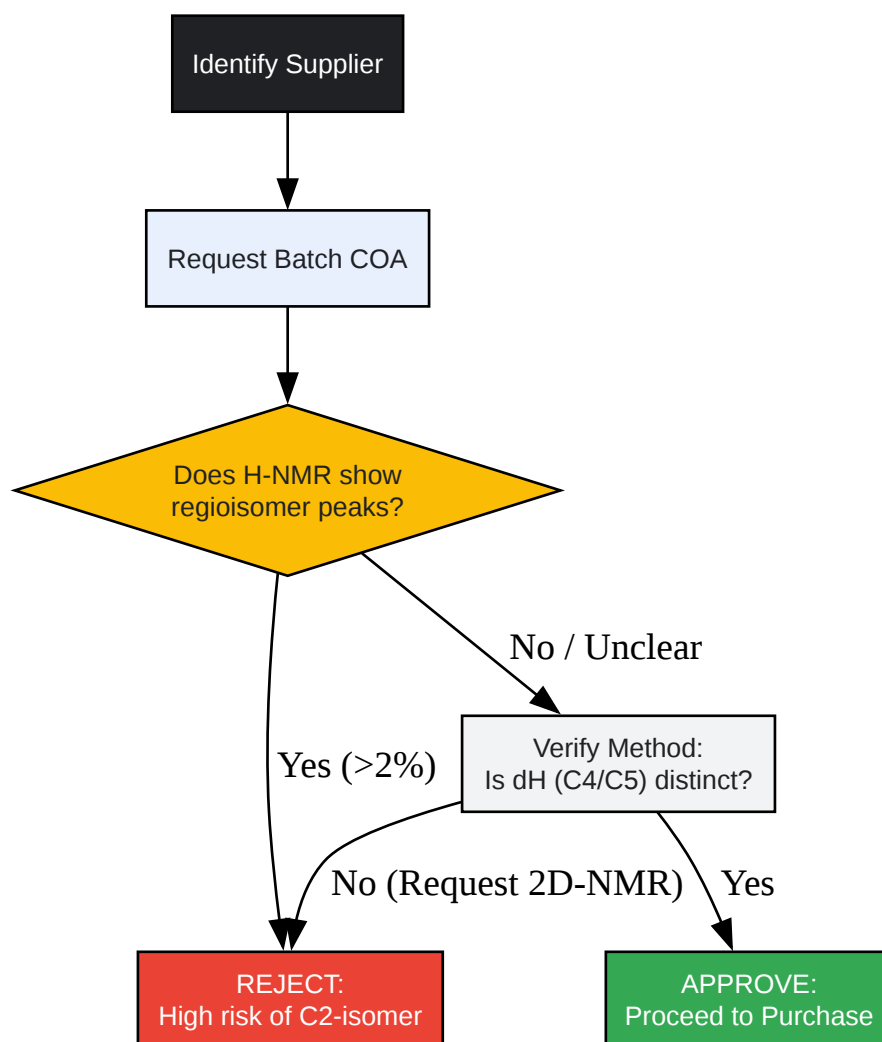 Identify Supplier
Request Batch COA
Does H-NMR show
regioisomer peaks?
No / Unclear
Verify Method:
Is dH (C4/C5) distinct?
Yes (>2%)
No (Request 2D-NMR)
Yes
REJECT:
High risk of C2-isomer
APPROVE:
Proceed to Purchase